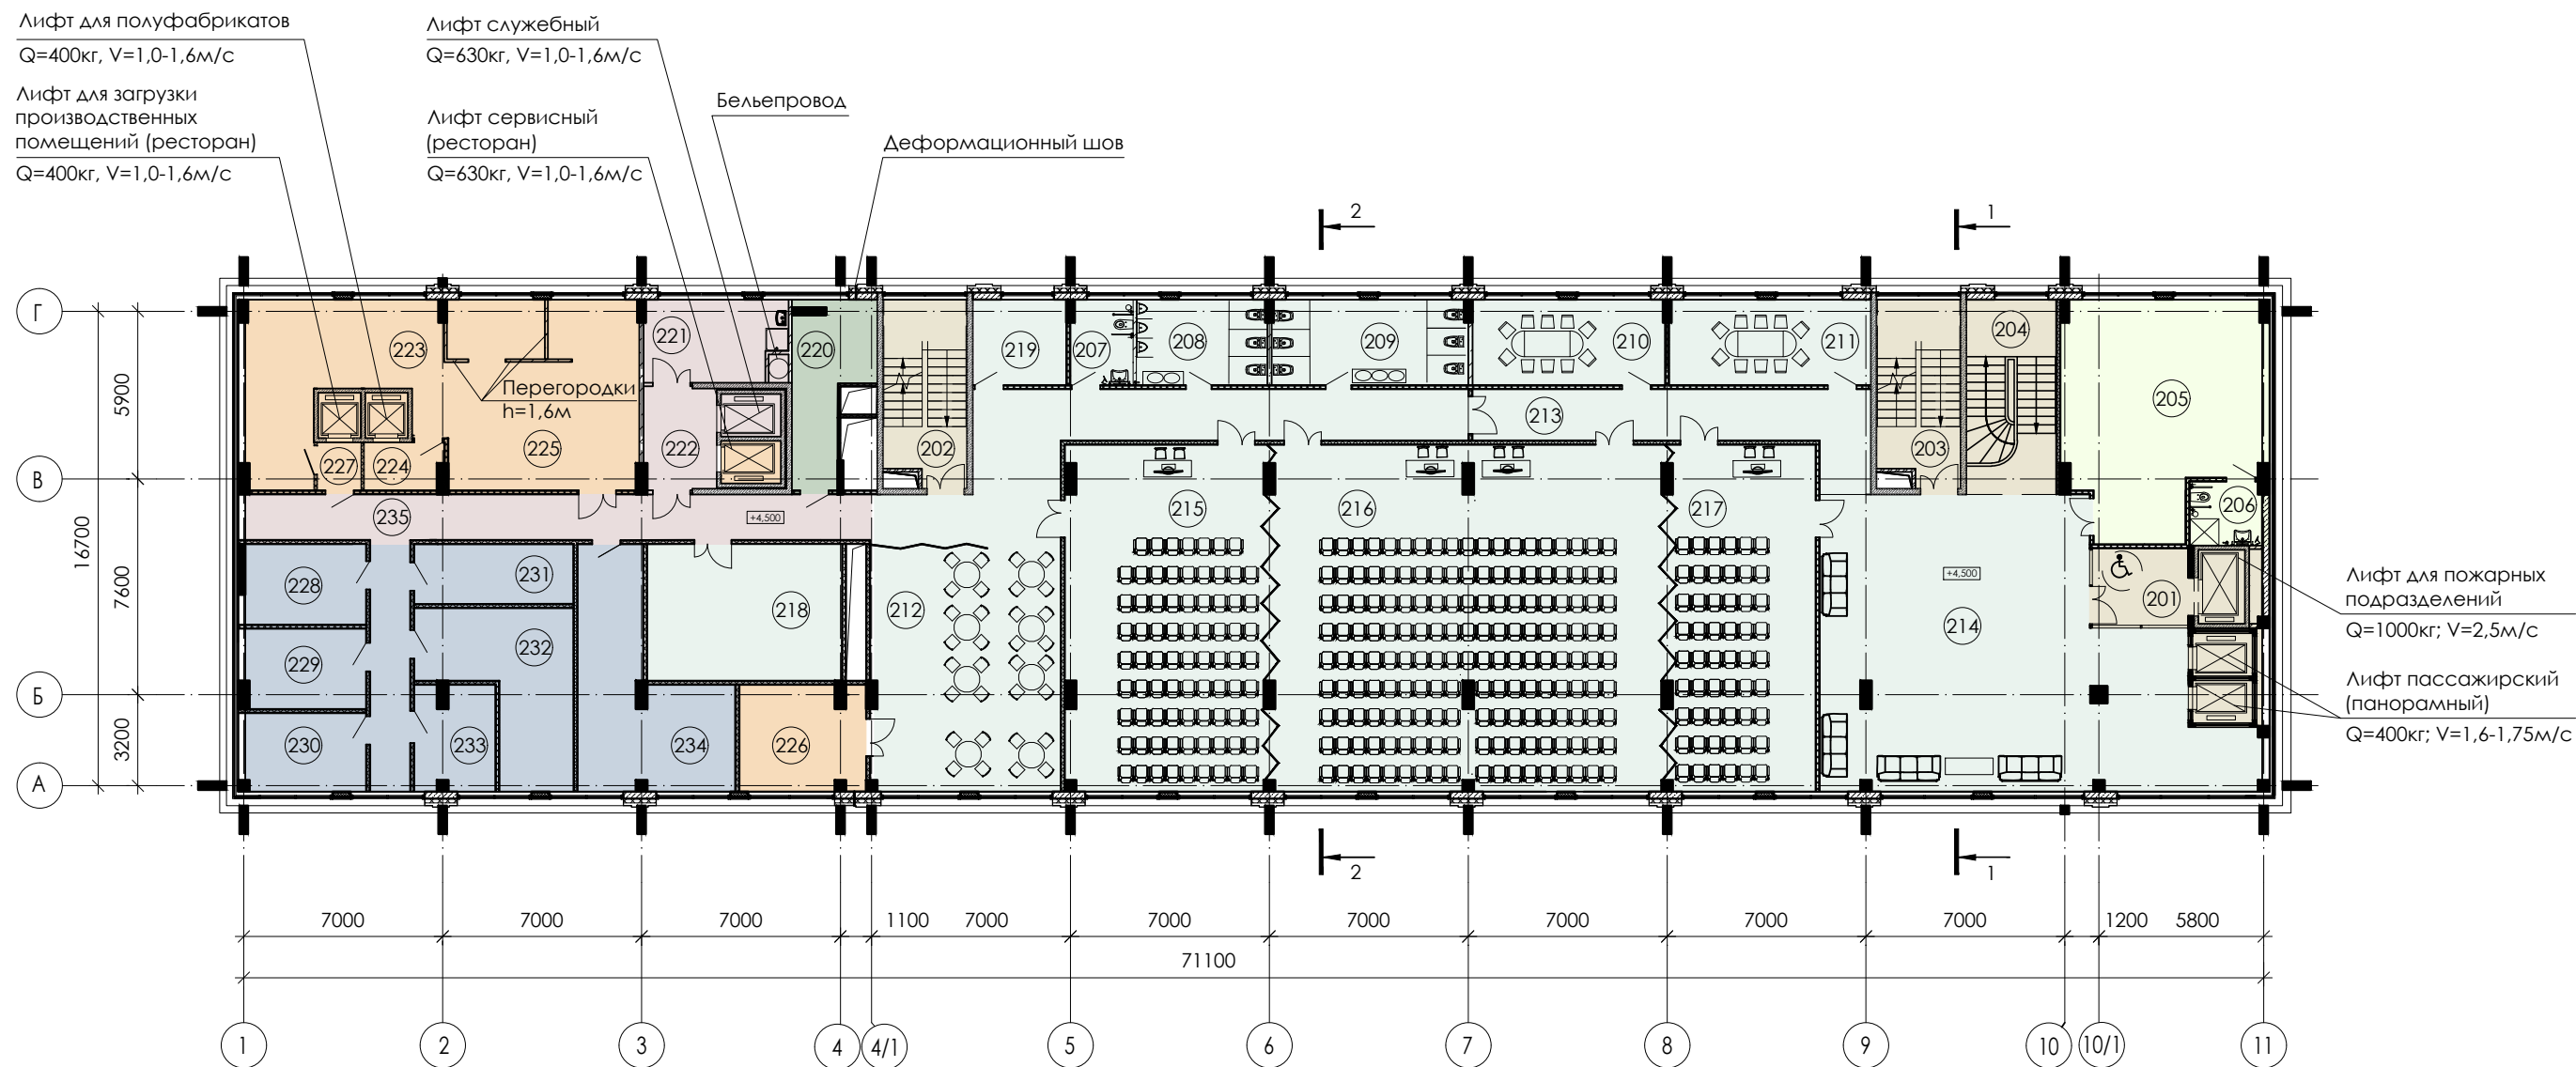 Лифт для полуфабрикатов
Q=400кг, V=1,0-1,6м/с
Лифт для загрузки
производственных
помещений (ресторан)
Q=400кг, V=1,0-1,6м/с
Лифт служебный
Q=630кг, V=1,0-1,6м/с
Лифт сервисный
(ресторан)
Q=630кг, V=1,0-1,6м/с
Бельепровод
Деформационный шов
2
1
Г
В
Б
А
5900
7600
3200
16700
223
221
220
219
207
208
209
210
211
204
205
Перегородки
h=1,6м
213
227
224
225
222
202
203
235
+4,500
215
216
217
206
228
231
218
212
+4,500
214
201
229
232
230
233
234
226
Лифт для пожарных
подразделений
Q=1000кг; V=2,5м/с
Лифт пассажирский
(панорамный)
Q=400кг; V=1,6-1,75м/с
2
1
7000
7000
7000
1100
7000
7000
7000
7000
7000
7000
1200
5800
71100
1
2
3
4
4/1
5
6
7
8
9
10
10/1
11